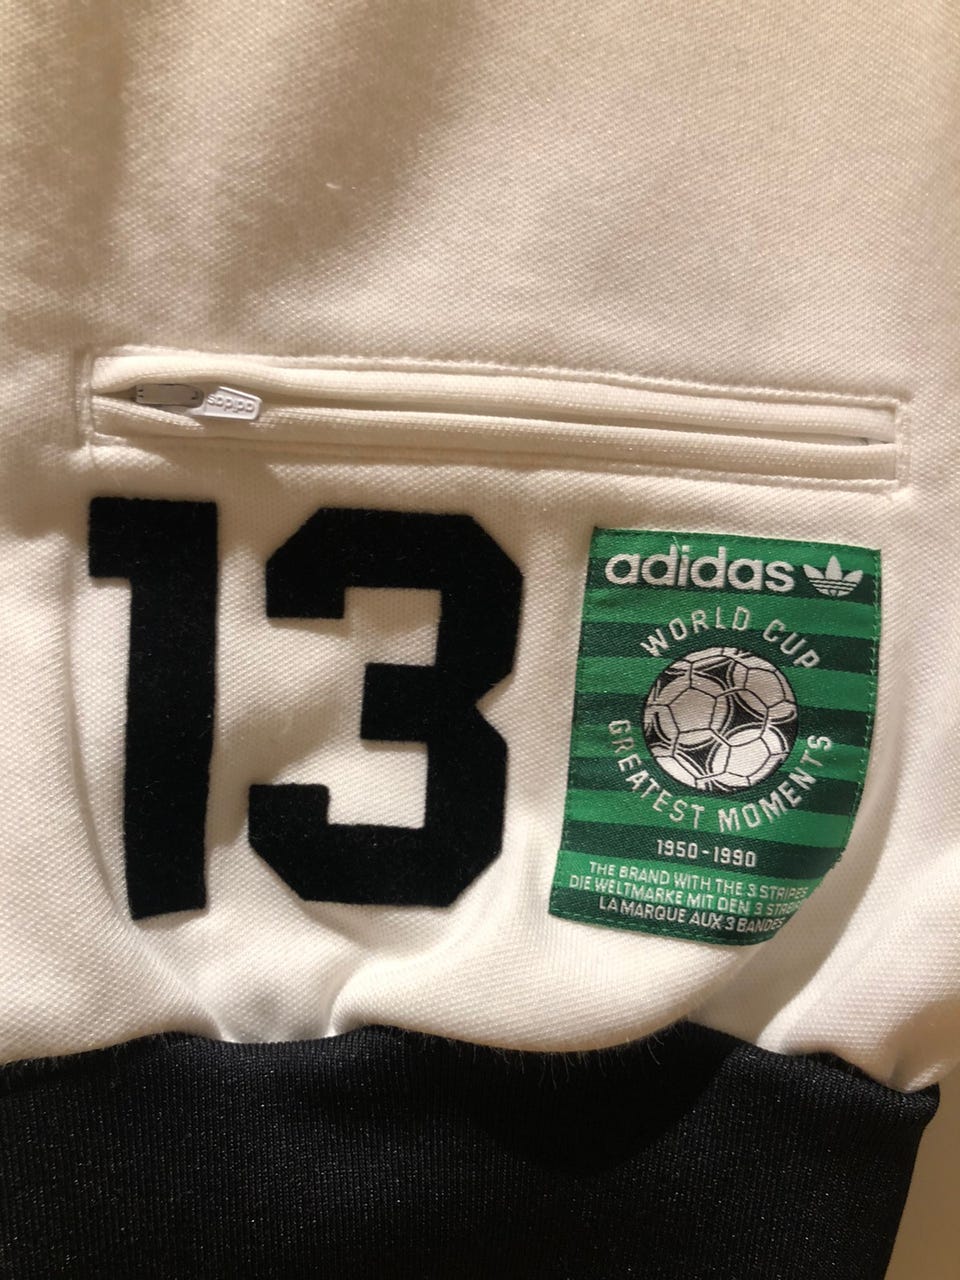 adidas
13
adidas
WORLD CUP
GREATEST MOMENTS
1950-1990
THE BRAND WITH THE 3 STRIPES
DIE WELTMARKE MIT DEN 3
LA MARQUE AUX 3 BANDES